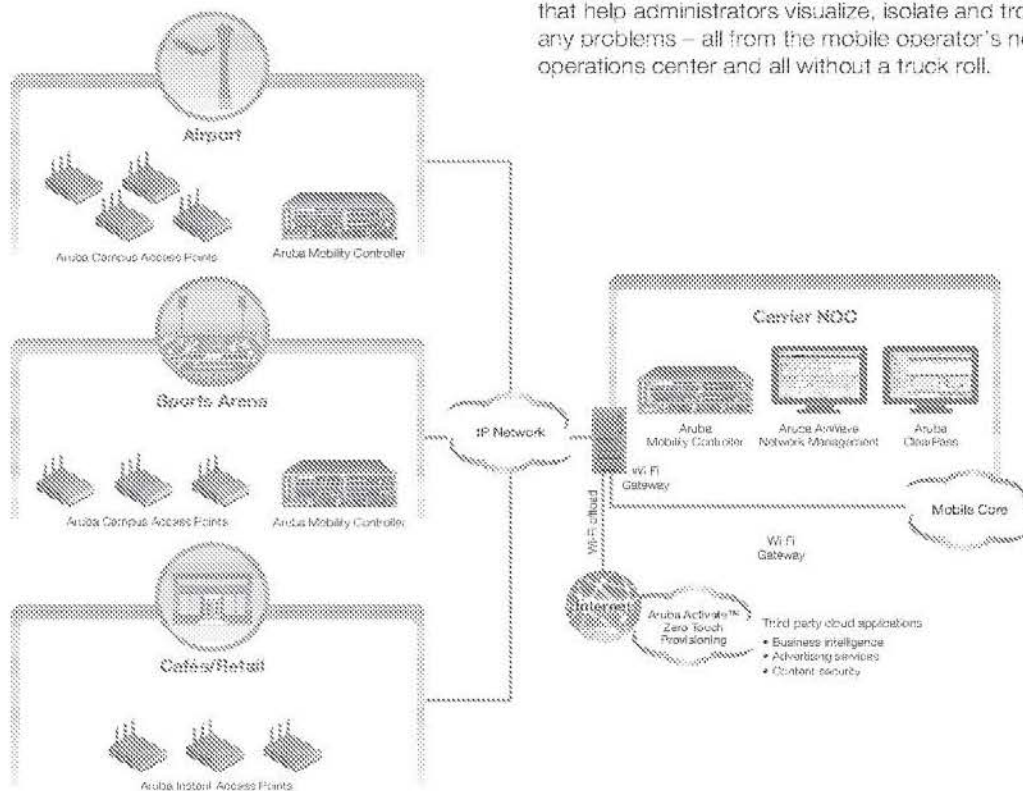 that help administrators visualize, isolate and
any problems – all from the mobile operator's
operations center and all without a truck roll.
Airport
Aruba Campus Access Points
Aruba Mobility Controller
Sports Arena
Aruba Campus Access Points
Aruba Mobility Controller
Cafés/Retail
Aruba Instant Access Points
IP Network
Carrier NOC
Aruba
Mobility Controller
Aruba AirWave
Network Management
Aruba
ClearPass
Wi-Fi
Gateway
Mobile Core
Wi-Fi
Gateway
Wi-Fi offload
Internet
Aruba Activate™
Zero Touch
Provisioning
Third party cloud applications
• Business intelligence
• Advertising services
• Content security